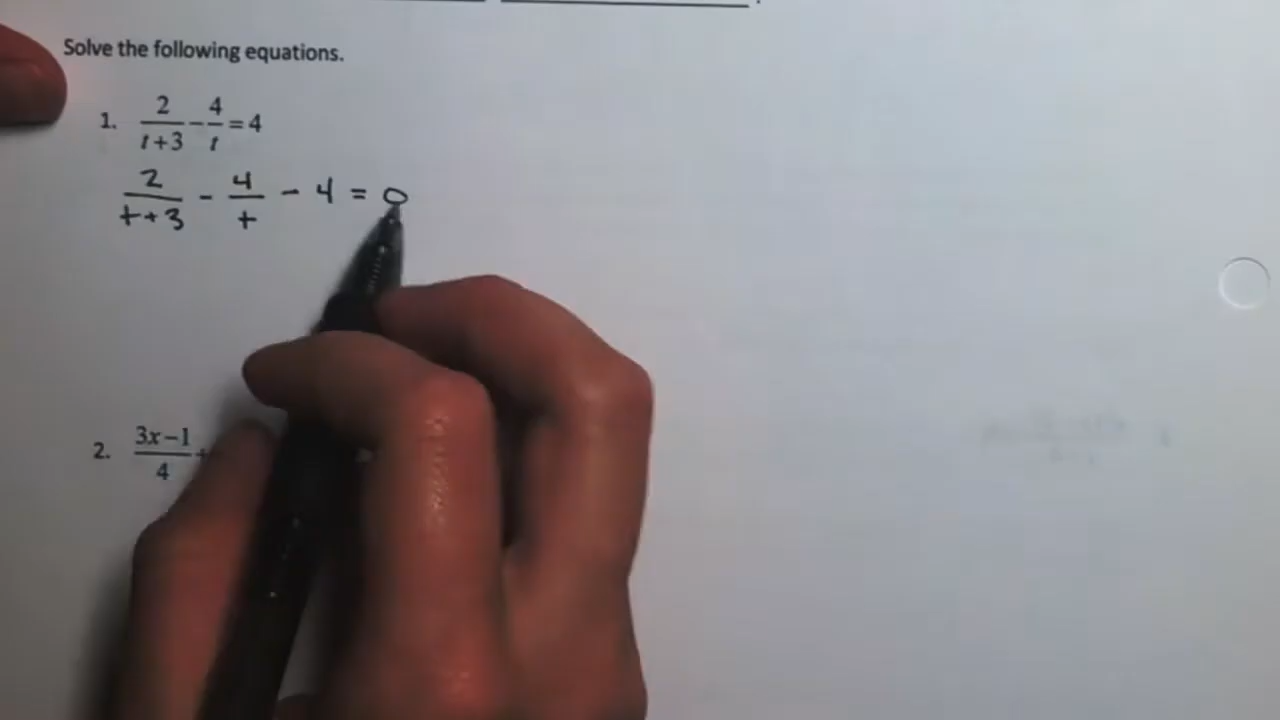 Solve the following equations.
1. 2/(t+3) - 4/t = 4
2/(t+3) - 4/t - 4 = 0
2. (3x-1)/4 +